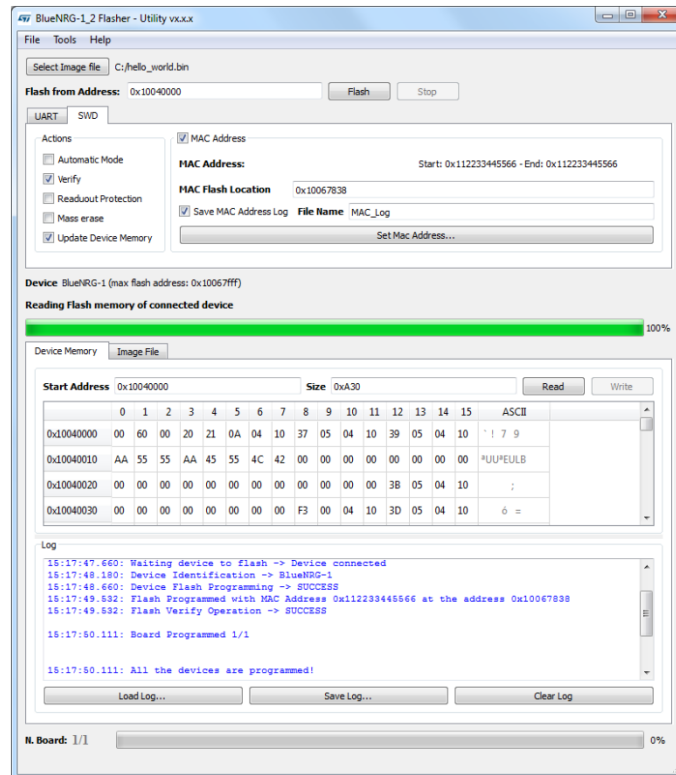 BlueNRG-1_2 Flasher - Utility vx.x.x
File Tools Help
Select Image file C:/hello_world.bin
Flash from Address: 0x10040000 Flash Stop
UART SWD
Actions
Automatic Mode
Verify
Readuout Protection
Mass erase
Update Device Memory
MAC Address
MAC Address: Start: 0x112233445566 - End: 0x112233445566
MAC Flash Location 0x10067838
Save MAC Address Log File Name MAC_Log
Set Mac Address...
Device BlueNRG-1 (max flash address: 0x10067fff)
Reading Flash memory of connected device
100%
Device Memory Image File
Start Address 0x10040000 Size 0xA30 Read Write
0 1 2 3 4 5 6 7 8 9 10 11 12 13 14 15 ASCII
0x10040000 00 60 00 20 21 0A 04 10 37 05 04 10 39 05 04 10 ` ! 7 9
0x10040010 AA 55 55 AA 45 55 4C 42 00 00 00 00 00 00 00 00 ªUUªEULB
0x10040020 00 00 00 00 00 00 00 00 00 00 00 00 3B 05 04 10 ;
0x10040030 00 00 00 00 00 00 00 00 F3 00 04 10 3D 05 04 10 ó =
Log
15:17:47.660: Waiting device to flash -> Device connected
15:17:48.180: Device Identification -> BlueNRG-1
15:17:48.660: Device Flash Programming -> SUCCESS
15:17:49.532: Flash Programmed with MAC Address 0x112233445566 at the address 0x10067838
15:17:49.532: Flash Verify Operation -> SUCCESS
15:17:50.111: Board Programmed 1/1
15:17:50.111: All the devices are programmed!
Load Log... Save Log... Clear Log
N. Board: 1/1 0%